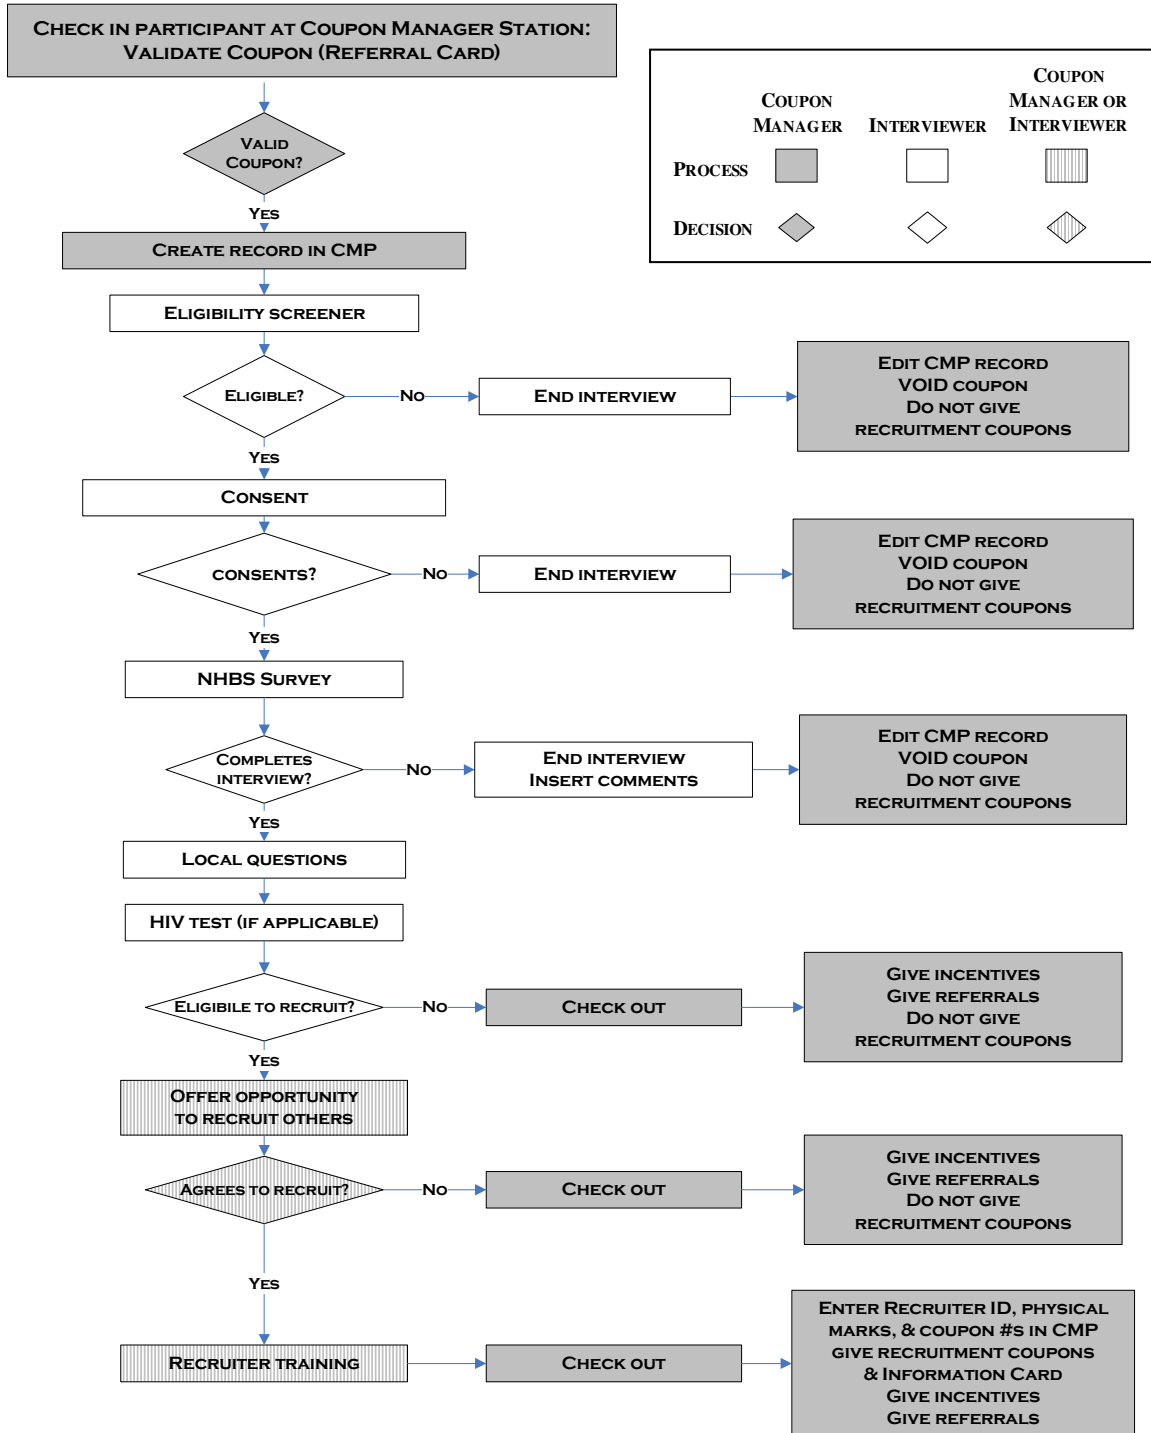 CHECK IN PARTICIPANT AT COUPON MANAGER STATION:
VALIDATE COUPON (REFERRAL CARD)
COUPON
MANAGER
INTERVIEWER
COUPON
MANAGER OR
INTERVIEWER
PROCESS
DECISION
VALID
COUPON?
YES
CREATE RECORD IN CMP
ELIGIBILITY SCREENER
ELIGIBLE?
NO
END INTERVIEW
EDIT CMP RECORD
VOID COUPON
DO NOT GIVE
RECRUITMENT COUPONS
YES
CONSENT
CONSENTS?
NO
END INTERVIEW
EDIT CMP RECORD
VOID COUPON
DO NOT GIVE
RECRUITMENT COUPONS
YES
NHBS SURVEY
COMPLETES
INTERVIEW?
NO
END INTERVIEW
INSERT COMMENTS
EDIT CMP RECORD
VOID COUPON
DO NOT GIVE
RECRUITMENT COUPONS
YES
LOCAL QUESTIONS
HIV TEST (IF APPLICABLE)
ELIGIBILE TO RECRUIT?
NO
CHECK OUT
GIVE INCENTIVES
GIVE REFERRALS
DO NOT GIVE
RECRUITMENT COUPONS
YES
OFFER OPPORTUNITY
TO RECRUIT OTHERS
AGREES TO RECRUIT?
NO
CHECK OUT
GIVE INCENTIVES
GIVE REFERRALS
DO NOT GIVE
RECRUITMENT COUPONS
YES
RECRUITER TRAINING
CHECK OUT
ENTER RECRUITER ID, PHYSICAL
MARKS, & COUPON #S IN CMP
GIVE RECRUITMENT COUPONS
& INFORMATION CARD
GIVE INCENTIVES
GIVE REFERRALS